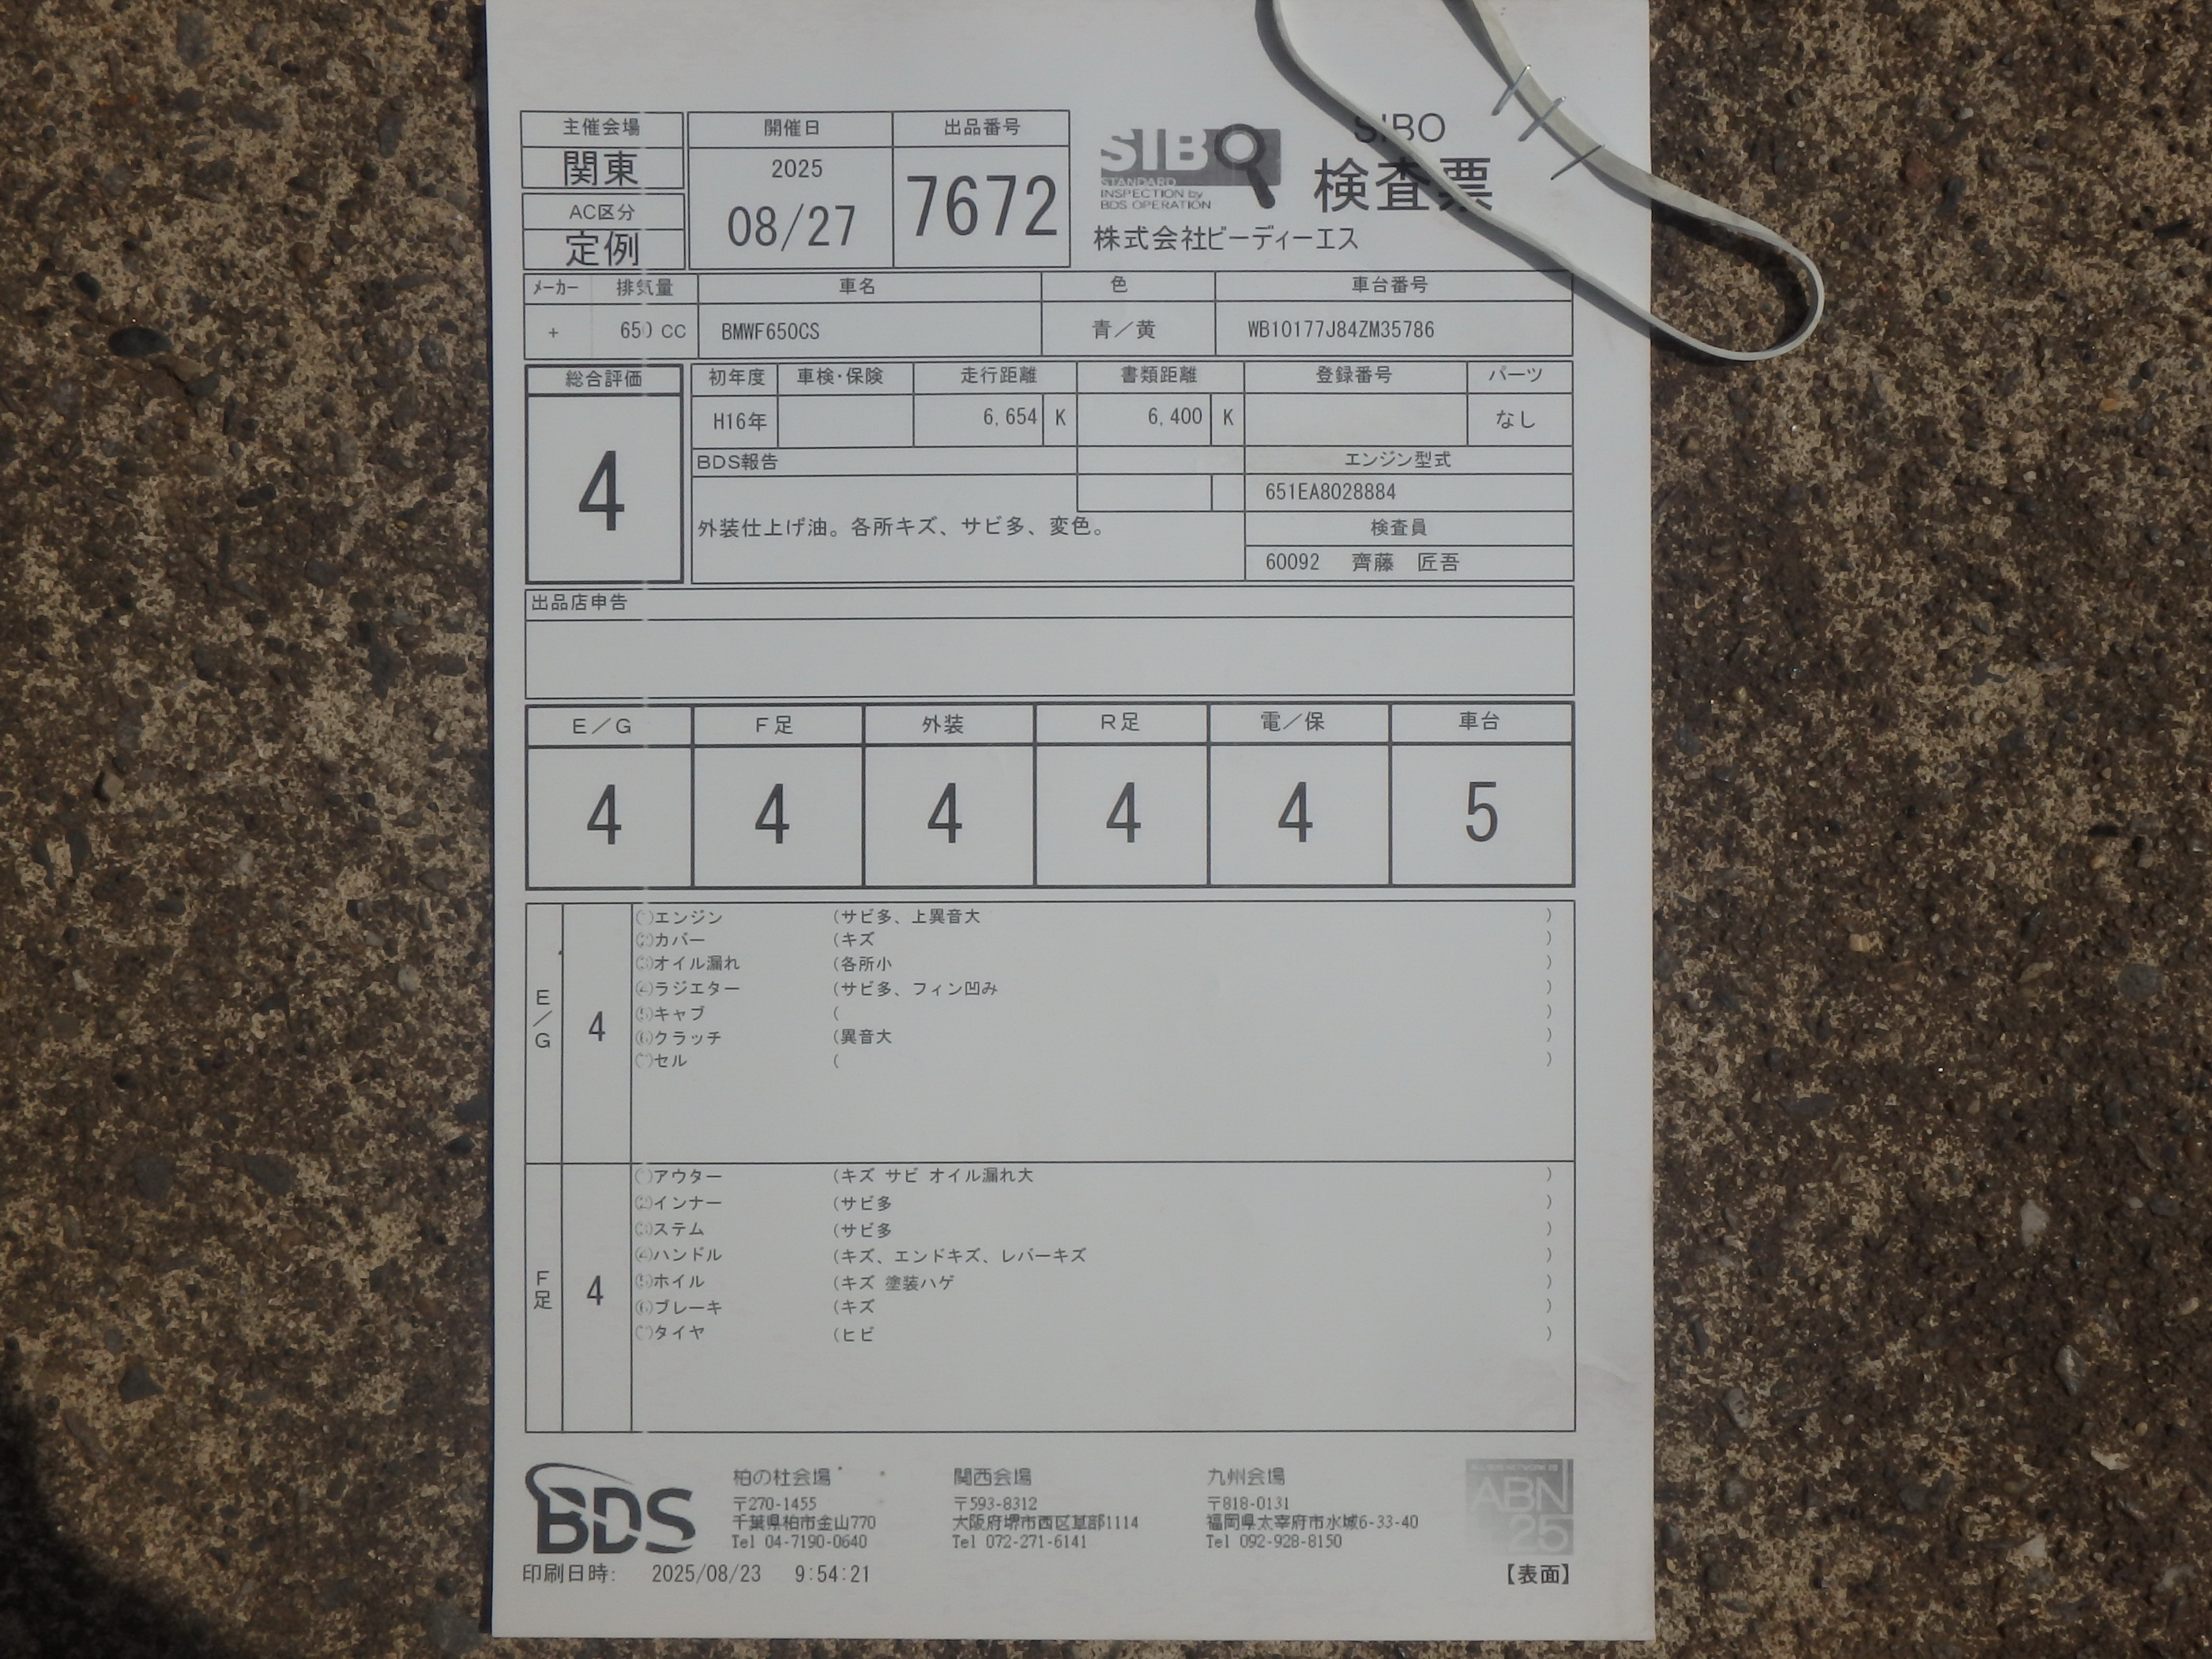 主催会場
関東
AC区分
定例
開催日
2025
08/27
出品番号
7672
SIBO
STANDARD
INSPECTION by
BDS OPERATION
SIBO
検査票
株式会社ビーディーエス
メーカー 排気量 車名 色 車台番号
+ 650 CC BMWF650CS 青／黄 WB10177J84ZM35786
総合評価
4
初年度 車検・保険 走行距離 書類距離 登録番号 パーツ
H16年 6,654 K 6,400 K なし
BDS報告
外装仕上げ油。各所キズ、サビ多、変色。
エンジン型式
651EA8028884
検査員
60092 齊藤 匠吾
出品店申告
E／G F足 外装 R足 電／保 車台
4 4 4 4 4 5
E／G
4
エンジン (サビ多、上異音大 )
(2)カバー (キズ )
(3)オイル漏れ (各所小 )
(4)ラジエター (サビ多、フィン凹み )
(5)キャブ ( )
(6)クラッチ (異音大 )
セル ( )
F足
4
アウター (キズ サビ オイル漏れ大 )
(2)インナー (サビ多 )
(3)ステム (サビ多 )
(4)ハンドル (キズ、エンドキズ、レバーキズ )
(5)ホイル (キズ 塗装ハゲ )
(6)ブレーキ (キズ )
タイヤ (ヒビ )
BDS
柏の杜会場
〒270-1455
千葉県柏市金山770
Tel 04-7190-0640
関西会場
〒593-8312
大阪府堺市西区草部1114
Tel 072-271-6141
九州会場
〒818-0131
福岡県太宰府市水城6-33-40
Tel 092-928-8150
ABN
25
印刷日時: 2025/08/23 9:54:21
【表面】